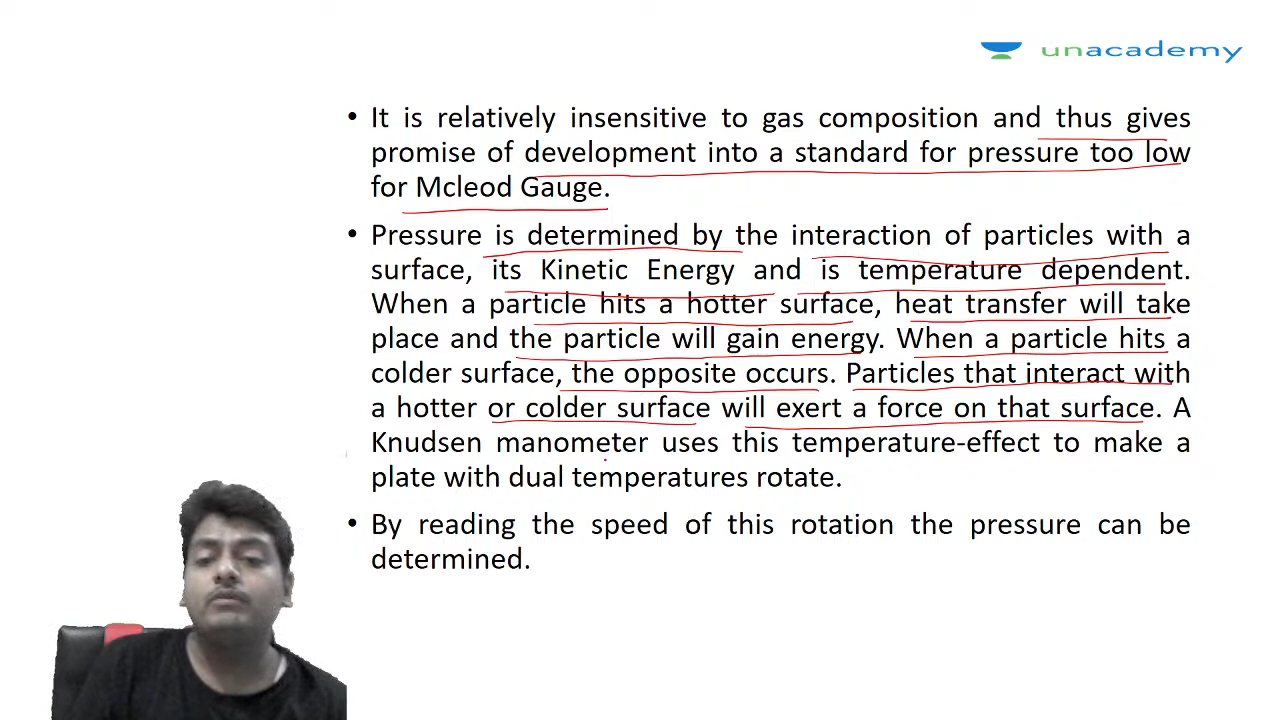 unacademy
• It is relatively insensitive to gas composition and thus gives
promise of development into a standard for pressure too low
for Mcleod Gauge.
• Pressure is determined by the interaction of particles with a
surface, its Kinetic Energy and is temperature dependent.
When a particle hits a hotter surface, heat transfer will take
place and the particle will gain energy. When a particle hits a
colder surface, the opposite occurs. Particles that interact with
a hotter or colder surface will exert a force on that surface. A
Knudsen manometer uses this temperature-effect to make a
plate with dual temperatures rotate.
• By reading the speed of this rotation the pressure can be
determined.